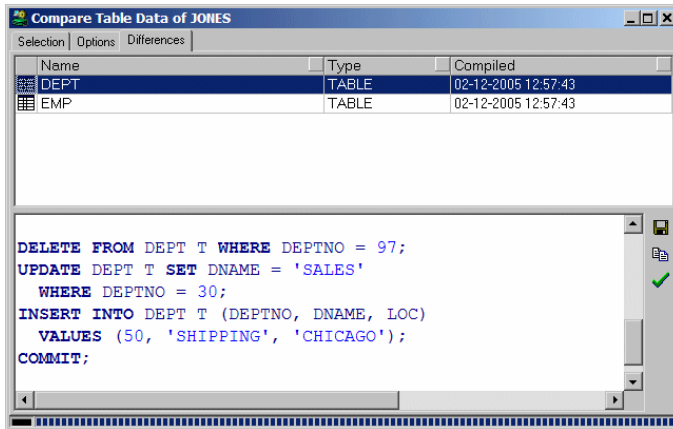 Compare Table Data of JONES
Selection Options Differences
Name Type Compiled
DEPT TABLE 02-12-2005 12:57:43
EMP TABLE 02-12-2005 12:57:43
DELETE FROM DEPT T WHERE DEPTNO = 97;
UPDATE DEPT T SET DNAME = 'SALES'
WHERE DEPTNO = 30;
INSERT INTO DEPT T (DEPTNO, DNAME, LOC)
VALUES (50, 'SHIPPING', 'CHICAGO');
COMMIT;